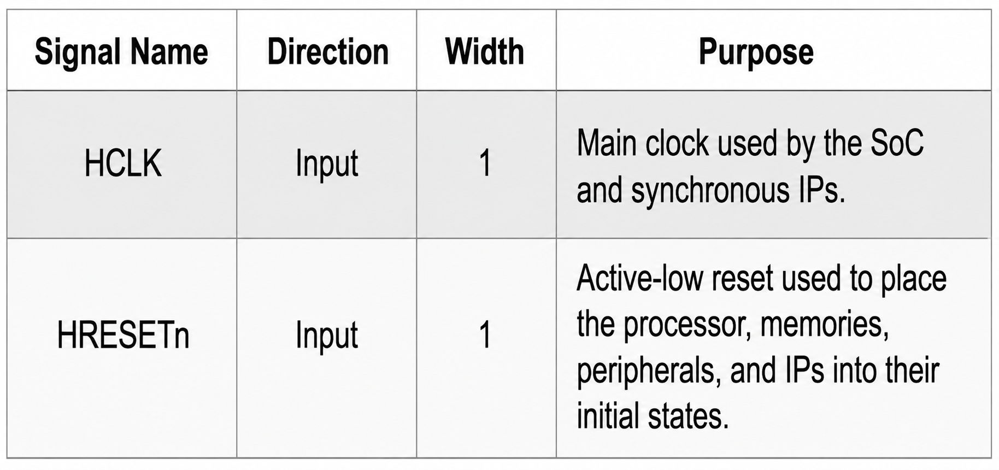 Signal Name Direction Width Purpose
HCLK Input 1 Main clock used by the SoC
and synchronous IPs.
HRESETn Input 1 Active-low reset used to place
the processor, memories,
peripherals, and IPs into their
initial states.